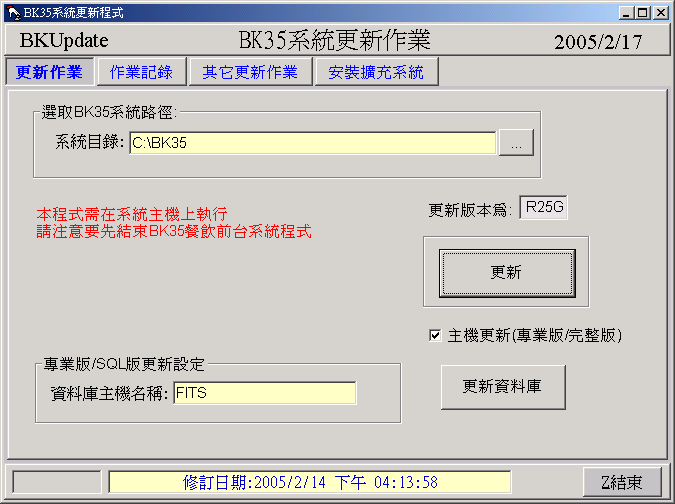 BK35系統更新程式
BKUpdate
BK35系統更新作業
2005/2/17
更新作業
作業記錄
其它更新作業
安裝擴充系統
選取BK35系統路徑:
系統目錄:
C:\BK35
...
本程式需在系統主機上執行
請注意要先結束BK35餐飲前台系統程式
更新版本為:
R25G
更新
主機更新(專業版/完整版)
專業版/SQL版更新設定
資料庫主機名稱:
FITS
更新資料庫
修訂日期:2005/2/14 下午 04:13:58
Z結束